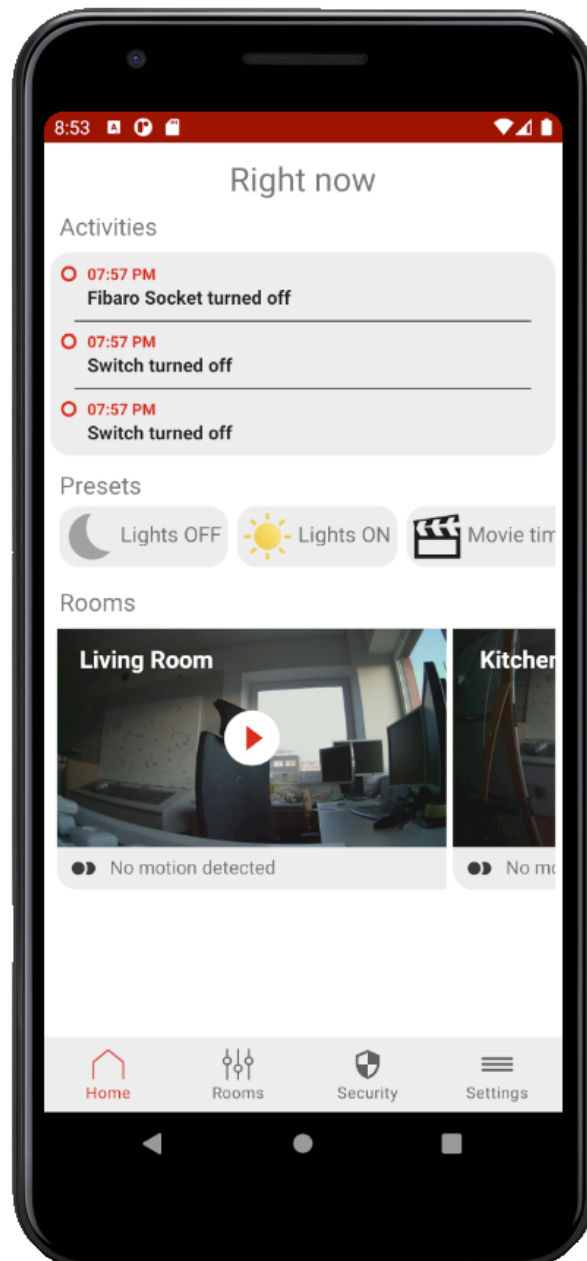 8:53
Right now
Activities
07:57 PM
Fibaro Socket turned off
07:57 PM
Switch turned off
07:57 PM
Switch turned off
Presets
Lights OFF
Lights ON
Movie tim
Rooms
Living Room
Kitchen
No motion detected
No mo
Home
Rooms
Security
Settings